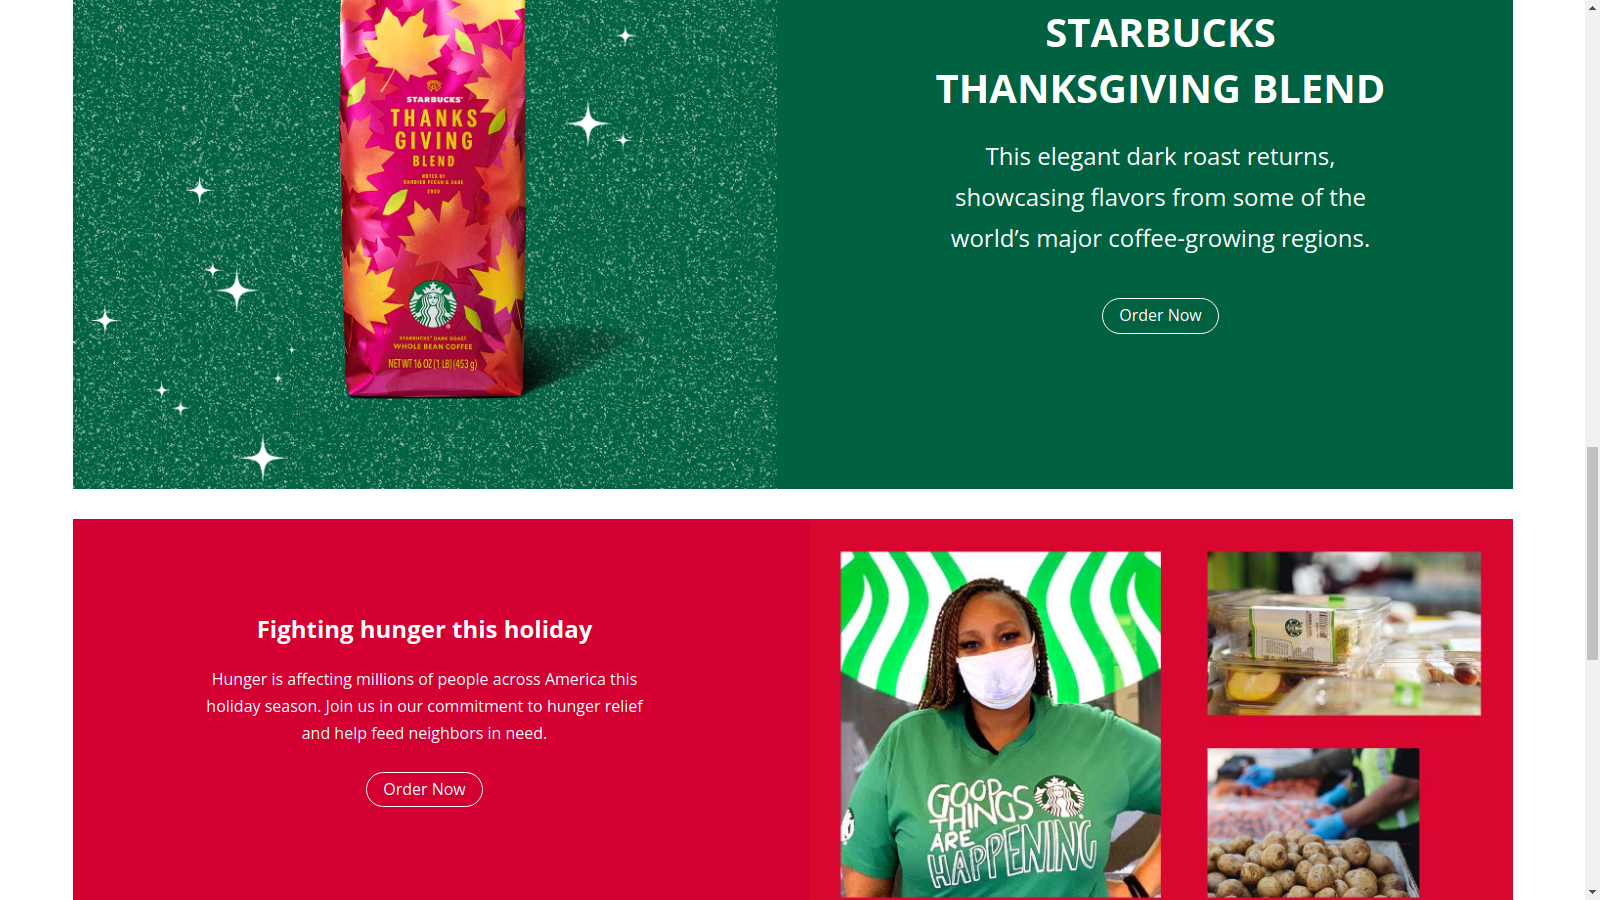 STARBUCKS
THANKSGIVING BLEND
This elegant dark roast returns,
showcasing flavors from some of the
world’s major coffee-growing regions.
Order Now
STARBUCKS
THANKS
GIVING
BLEND
NOTES OF
CANDIED PECAN & SAGE
2020
STARBUCKS® DARK ROAST
WHOLE BEAN COFFEE
NET WT 16 OZ (1 LB) (453 g)
Fighting hunger this holiday
Hunger is affecting millions of people across America this
holiday season. Join us in our commitment to hunger relief
and help feed neighbors in need.
Order Now
GOOD
THINGS
ARE
HAPPENING